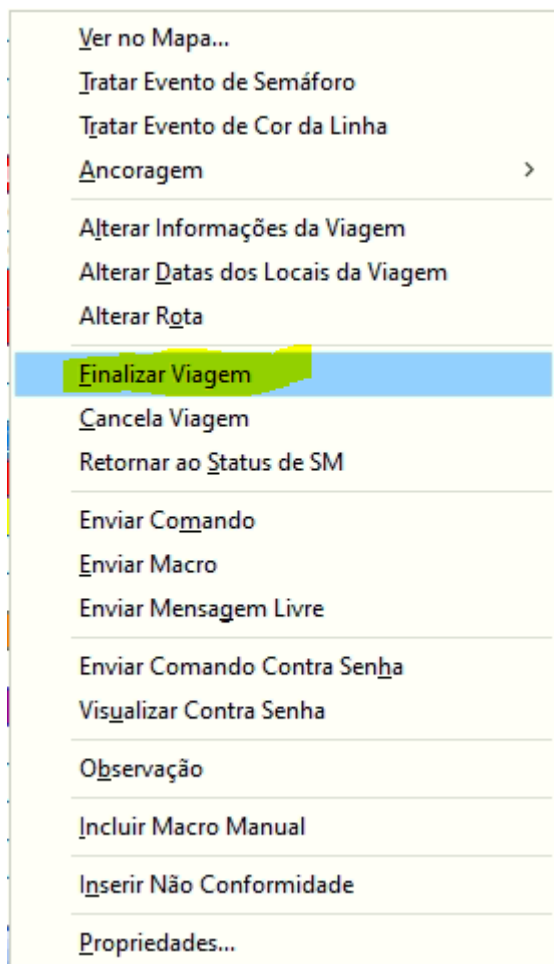 Ver no Mapa...
Tratar Evento de Semáforo
Tratar Evento de Cor da Linha
Ancoragem
Alterar Informações da Viagem
Alterar Datas dos Locais da Viagem
Alterar Rota
Finalizar Viagem
Cancela Viagem
Retornar ao Status de SM
Enviar Comando
Enviar Macro
Enviar Mensagem Livre
Enviar Comando Contra Senha
Visualizar Contra Senha
Observação
Incluir Macro Manual
Inserir Não Conformidade
Propriedades...